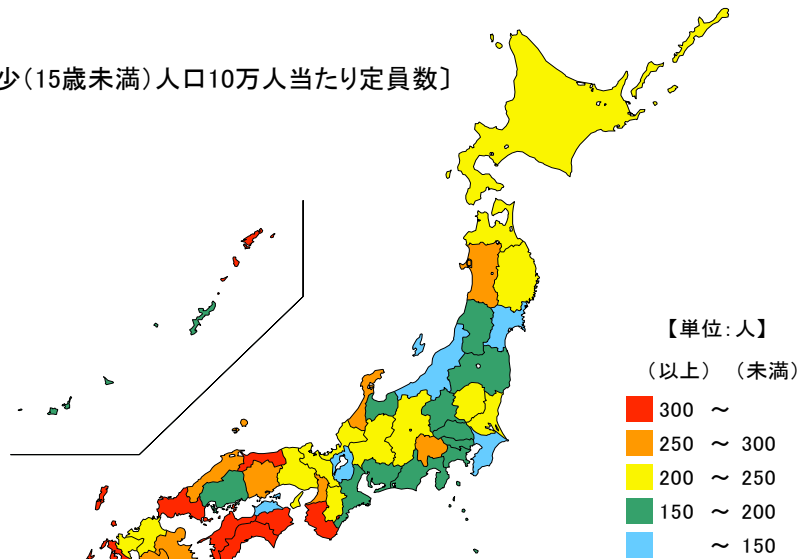 少(15歳未満)人口10万人当たり定員数〕
【単位:人】
(以上) (未満)
300 ~
250 ~ 300
200 ~ 250
150 ~ 200
~ 150